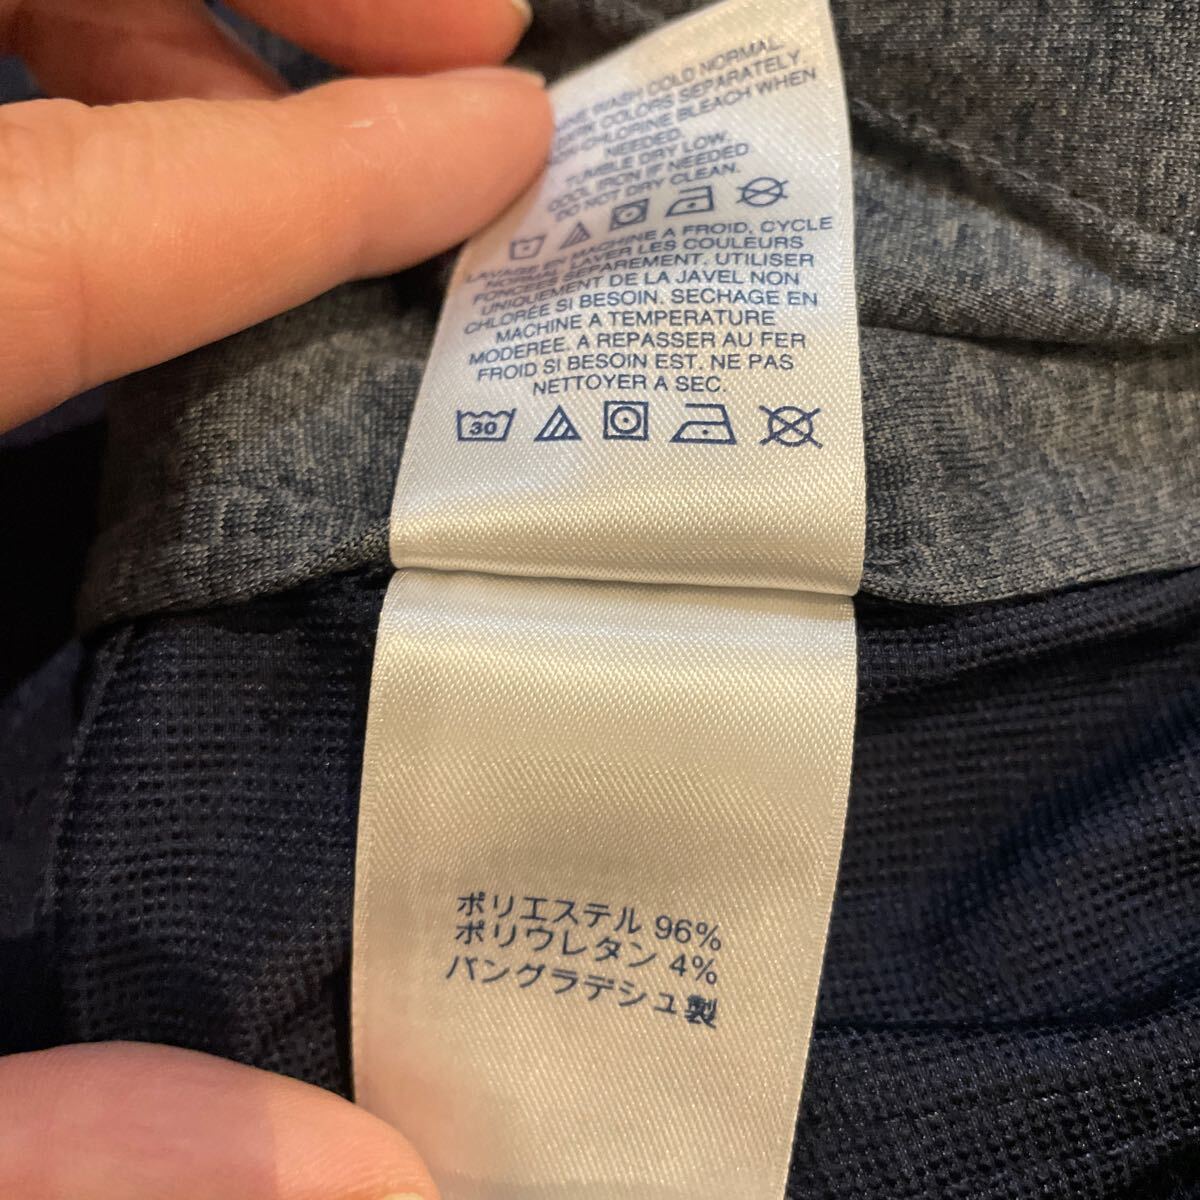 WASH COLD NORMAL.
COLORS SEPARATELY.
CHLORINE BLEACH WHEN
NEEDED.
TUMBLE DRY LOW.
COOL IRON IF NEEDED
DO NOT DRY CLEAN.
LAVAGE EN MACHINE A FROID, CYCLE
NORMAL. LAVER LES COULEURS
FONCEES SEPAREMENT. UTILISER
UNIQUEMENT DE LA JAVEL NON
CHLORÉE SI BESOIN. SECHAGE EN
MACHINE A TEMPERATURE
MODEREE. A REPASSER AU FER
FROID SI BESOIN EST. NE PAS
NETTOYER A SEC.
30
ポリエステル 96%
ポリウレタン 4%
バングラデシュ製